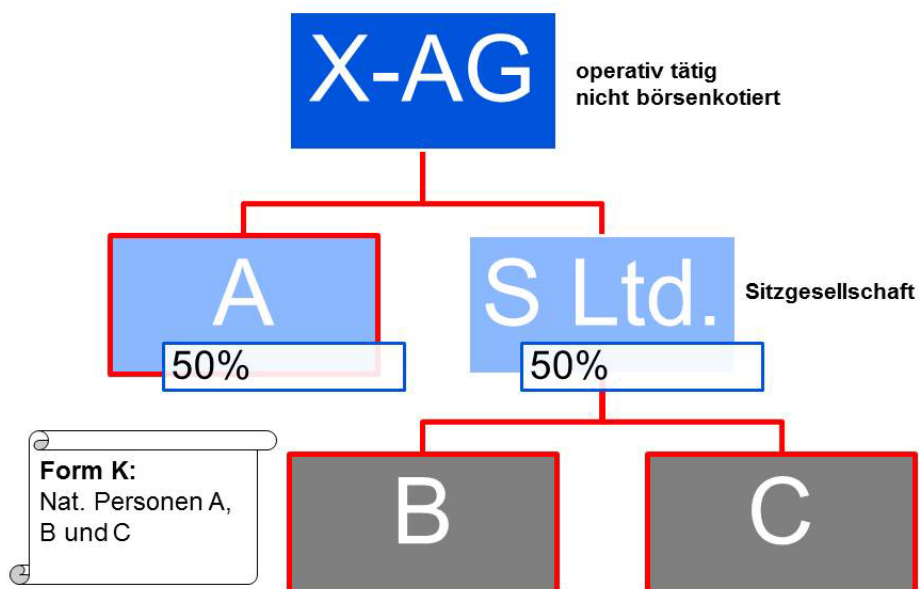 X-AG
operativ tätig
nicht börsenkotiert
A
50%
S Ltd.
50%
Sitzgesellschaft
Form K:
Nat. Personen A,
B und C
B
C